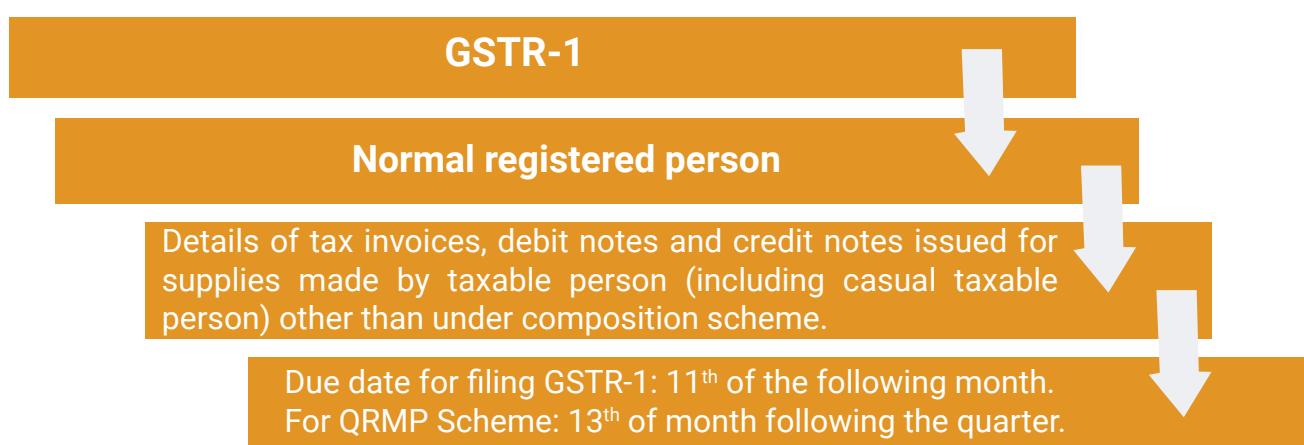 GSTR-1
Normal registered person
Details of tax invoices, debit notes and credit notes issued for
supplies made by taxable person (including casual taxable
person) other than under composition scheme.
Due date for filing GSTR-1: 11th of the following month.
For QRMP Scheme: 13th of month following the quarter.